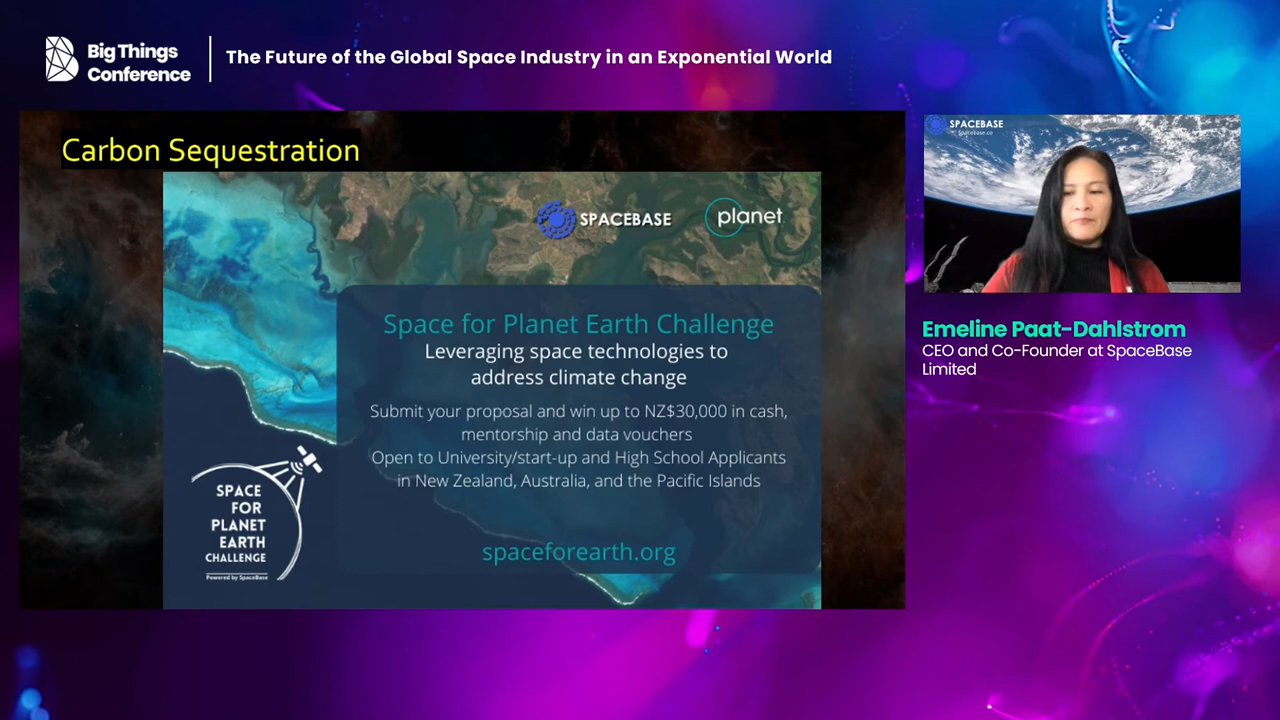 Big Things
Conference
The Future of the Global Space Industry in an Exponential World
Carbon Sequestration
SPACEBASE
planet.
Space for Planet Earth Challenge
Leveraging space technologies to
address climate change
Submit your proposal and win up to NZ$30,000 in cash,
mentorship and data vouchers
Open to University/start-up and High School Applicants
in New Zealand, Australia, and the Pacific Islands
spaceforearth.org
SPACE
FOR
PLANET
EARTH
CHALLENGE
Powered by SpaceBase
SPACEBASE
Spacebase.co
Emeline Paat-Dahlstrom
CEO and Co-Founder at SpaceBase
Limited